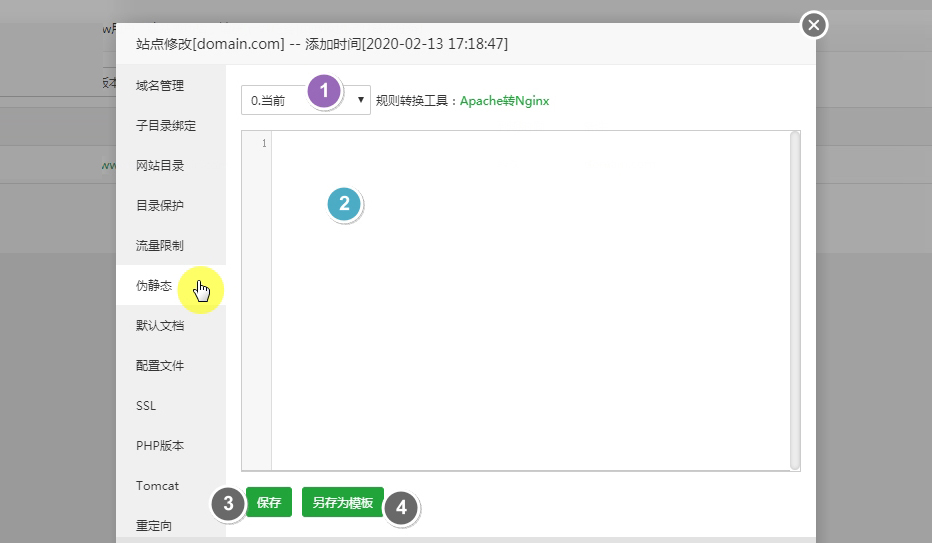 站点修改[domain.com] -- 添加时间[2020-02-13 17:18:47]
域名管理
子目录绑定
网站目录
目录保护
流量限制
伪静态
默认文档
配置文件
SSL
PHP版本
Tomcat
重定向
0.当前
1
规则转换工具：Apache转Nginx
1
2
3
保存
另存为模板
4
版本